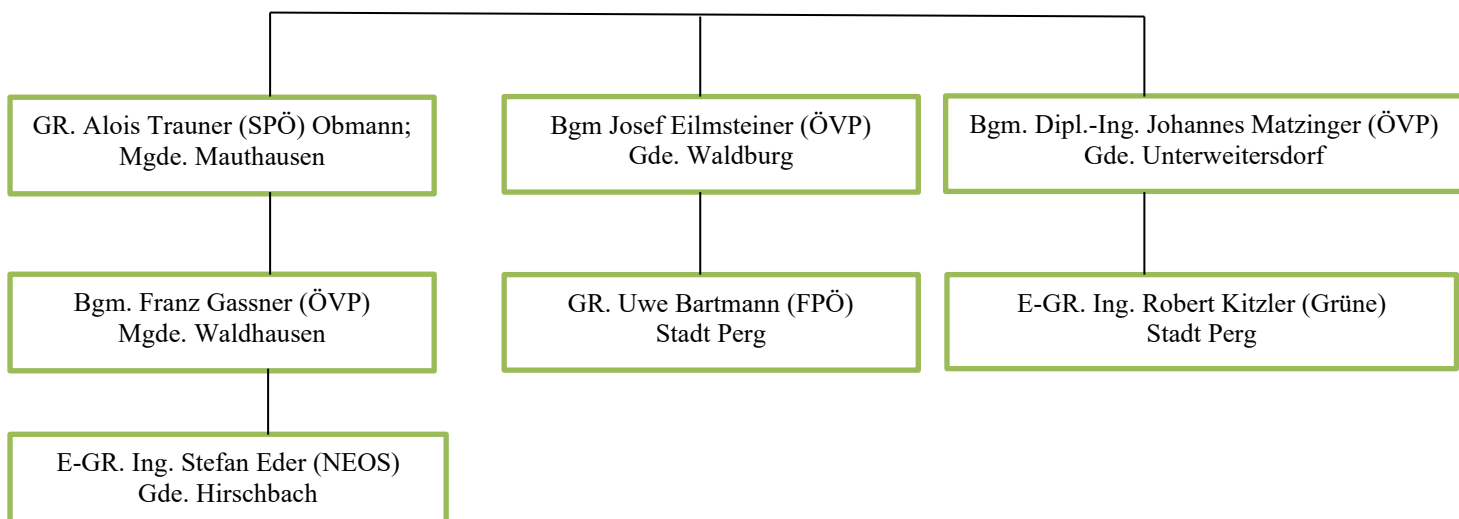 GR. Alois Trauner (SPÖ) Obmann;
Mgde. Mauthausen
Bgm Josef Eilmsteiner (ÖVP)
Gde. Waldburg
Bgm. Dipl.-Ing. Johannes Matzinger (ÖVP)
Gde. Unterweitersdorf
Bgm. Franz Gassner (ÖVP)
Mgde. Waldhausen
GR. Uwe Bartmann (FPÖ)
Stadt Perg
E-GR. Ing. Robert Kitzler (Grüne)
Stadt Perg
E-GR. Ing. Stefan Eder (NEOS)
Gde. Hirschbach